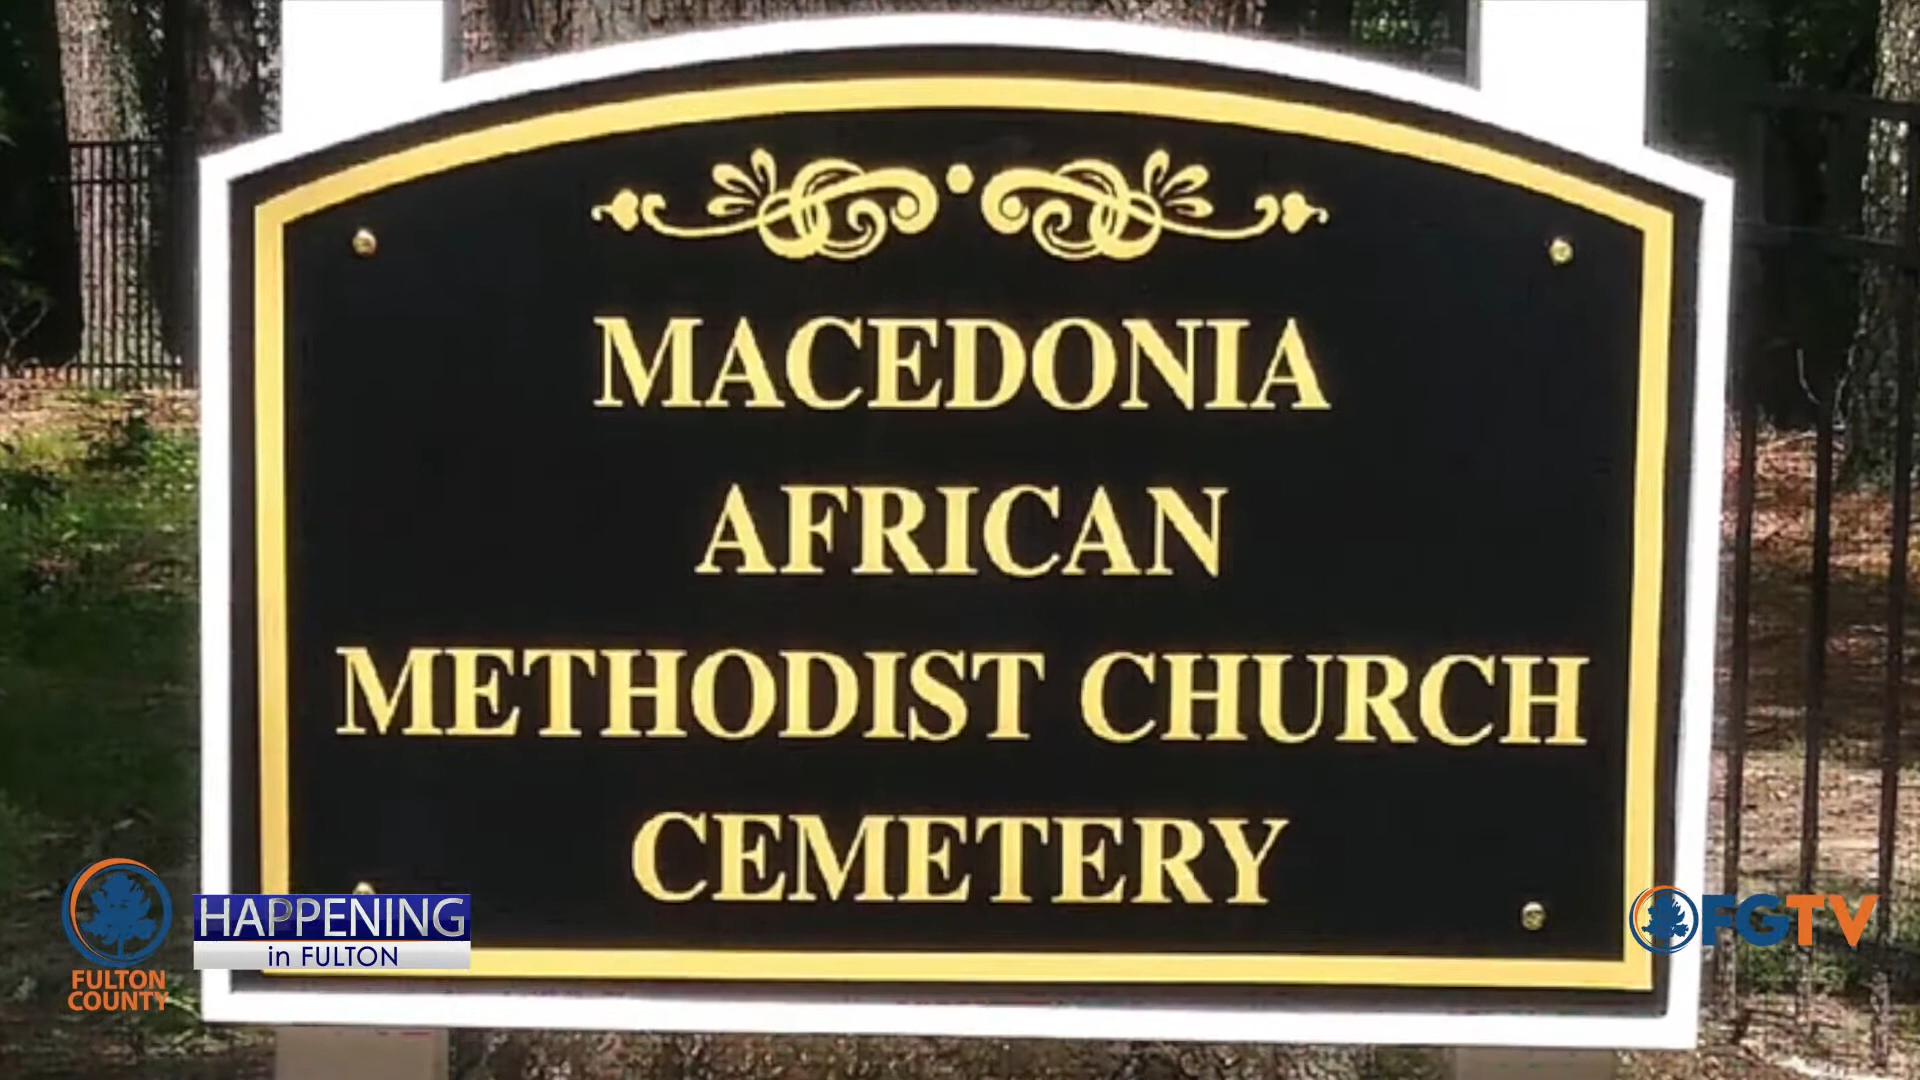 MACEDONIA
AFRICAN
METHODIST CHURCH
CEMETERY
FULTON
COUNTY
HAPPENING
in FULTON
FGTV